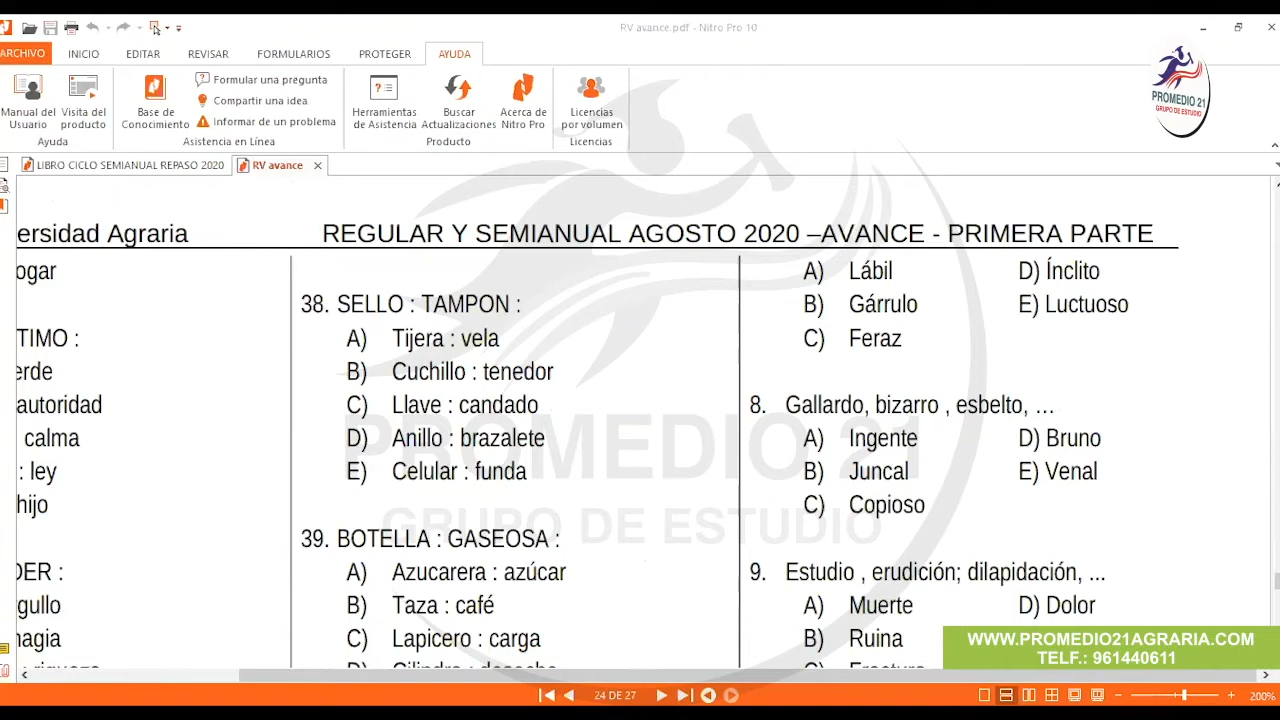 RV avance.pdf - Nitro Pro 10
ARCHIVO
INICIO
EDITAR
REVISAR
FORMULARIOS
PROTEGER
AYUDA
Manual del Usuario
Visita del producto
Ayuda
Base de Conocimiento
Formular una pregunta
Compartir una idea
Informar de un problema
Asistencia en Línea
Herramientas de Asistencia
Buscar Actualizaciones
Acerca de Nitro Pro
Producto
Licencias por volumen
Licencias
PROMEDIO 21
GRUPO DE ESTUDIO
LIBRO CICLO SEMIANUAL REPASO 2020
RV avance
ersidad Agraria
REGULAR Y SEMIANUAL AGOSTO 2020 –AVANCE - PRIMERA PARTE
ogar
TIMO :
erde
autoridad
calma
: ley
hijo
DER :
gullo
nagia
38. SELLO : TAMPON :
A) Tijera : vela
B) Cuchillo : tenedor
C) Llave : candado
D) Anillo : brazalete
E) Celular : funda
39. BOTELLA : GASEOSA :
A) Azucarera : azúcar
B) Taza : café
C) Lapicero : carga
A) Lábil D) Ínclito
B) Gárrulo E) Luctuoso
C) Feraz
8. Gallardo, bizarro , esbelto, …
A) Ingente D) Bruno
B) Juncal E) Venal
C) Copioso
9. Estudio , erudición; dilapidación, ...
A) Muerte D) Dolor
B) Ruina
PROMEDIO 21
GRUPO DE ESTUDIO
WWW.PROMEDIO21AGRARIA.COM
TELF.: 961440611
24 DE 27
200%